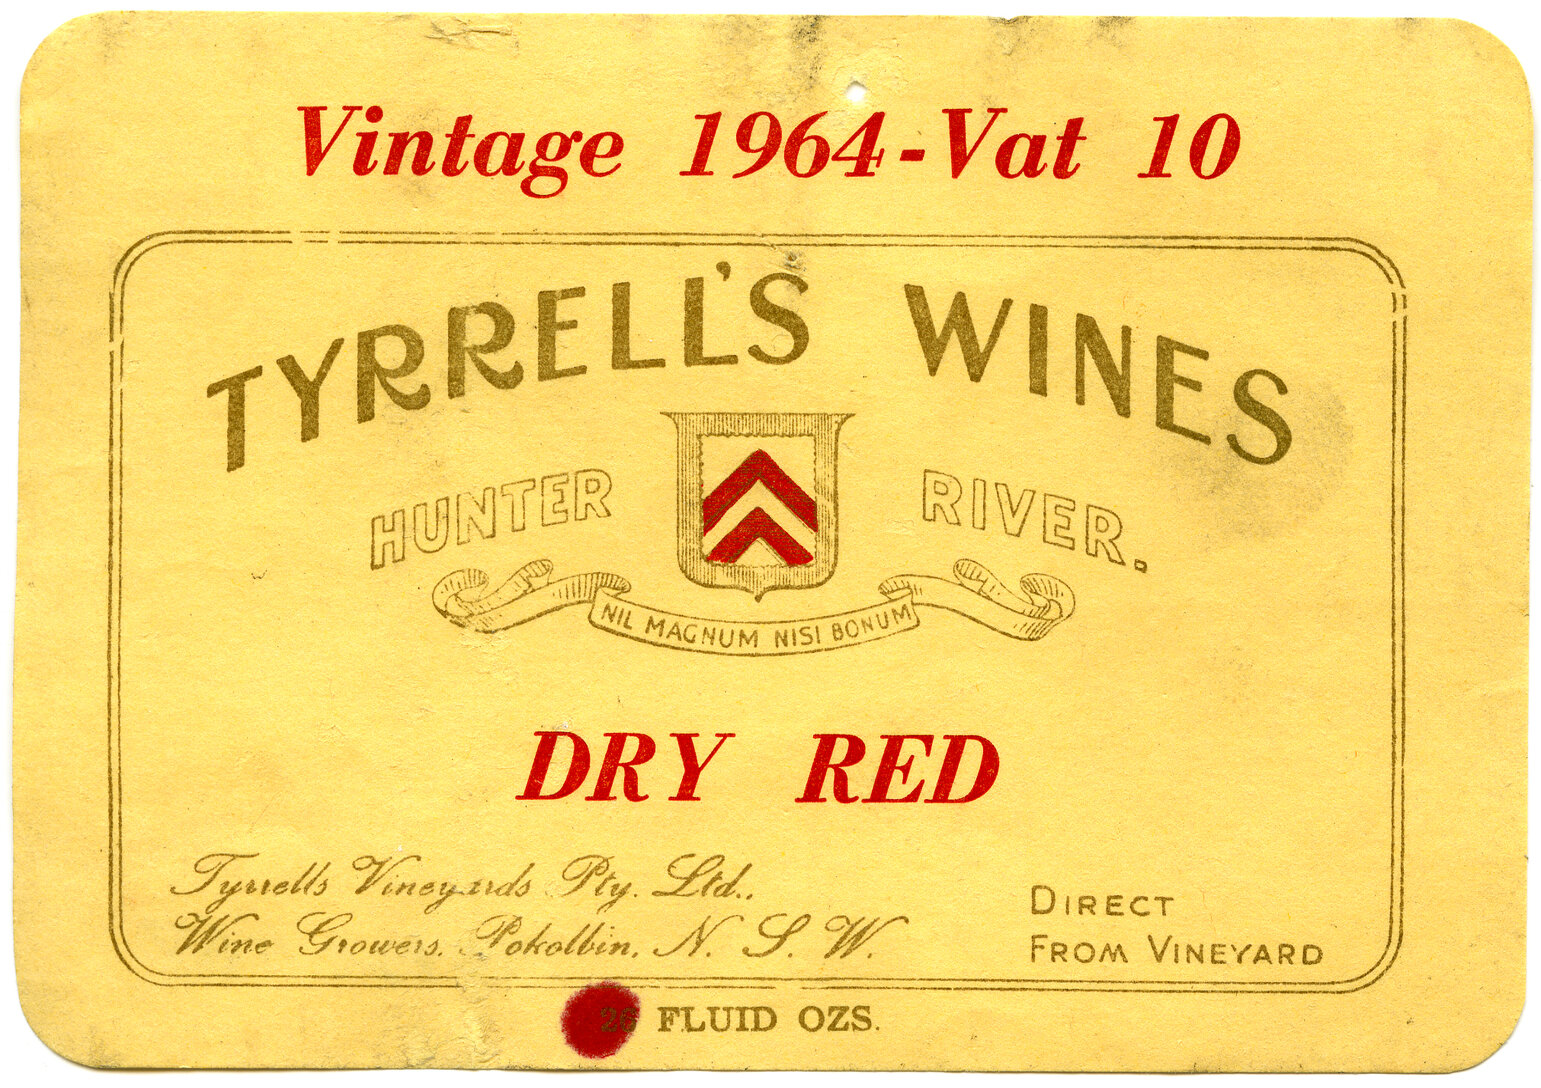 Vintage 1964-Vat 10
TYRRELL'S WINES
HUNTER RIVER.
NIL MAGNUM NISI BONUM
DRY RED
Tyrrells Vineyards Pty. Ltd.,
Wine Growers. Pokolbin, N. S. W.
DIRECT
FROM VINEYARD
26 FLUID OZS.